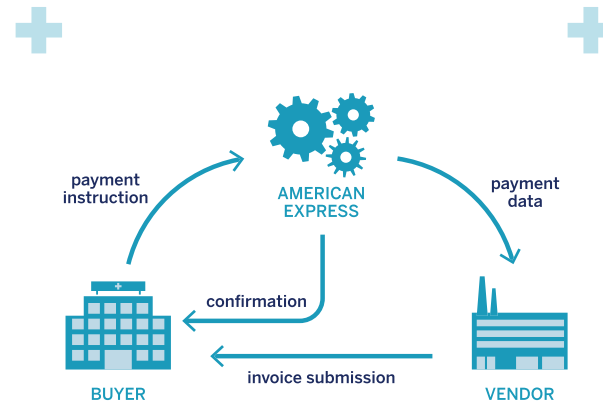 payment
instruction
AMERICAN
EXPRESS
payment
data
confirmation
invoice submission
BUYER
VENDOR